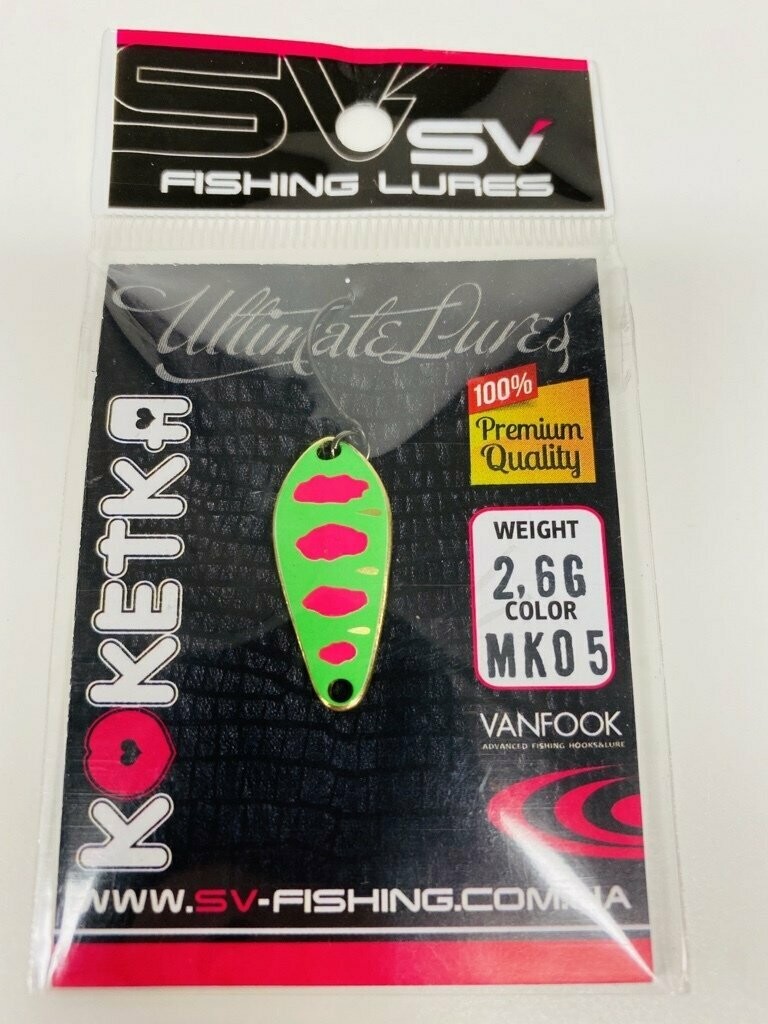 SV
SV
FISHING LURES
Ultimate Lures
KOKETKA
100%
Premium
Quality
WEIGHT
2,6G
COLOR
MK05
VANFOOK
ADVANCED FISHING HOOKS&LURE
WWW.SV-FISHING.COM.UA